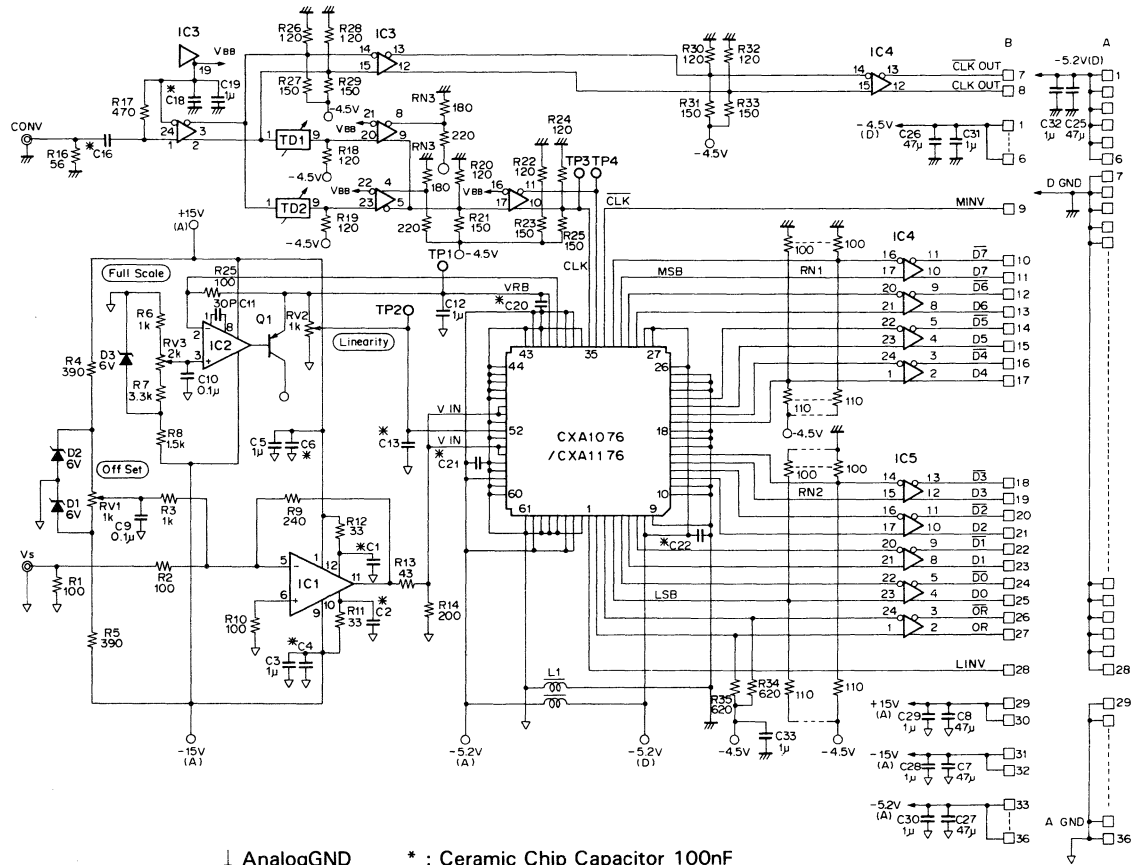 IC3
VBB
19
C18
*
C19
1μ
R17
470
24
3
1
2
CONV
R16
56
*C16
R26
120
R28
120
IC3
14
13
15
12
R27
150
R29
150
-4.5V
RN3
180
VBB
21
8
20
9
220
RN3
180
R24
120
1
TD1
9
R18
120
-4.5V
VBB
22
4
23
5
R20
120
R22
120
TP3
TP4
VBB
16
11
17
10
1
TD2
9
R19
120
-4.5V
220
R21
150
R23
150
R25
150
-4.5V
R30
120
R32
120
R31
150
R33
150
-4.5V
IC4
14
13
15
12
CLK OUT
CLK OUT
B
7
8
-5.2V(D)
A
1
C32
1μ
C25
47μ
-4.5V
(D)
C26
47μ
C31
1μ
1
6
6
7
D GND
CLK
MINV
9
CLK
MSB
+15V
(A)
Full Scale
R25
100
30P
C11
TP1
VRB
*C20
C12
1μ
R6
1k
D3
6V
RV3
2k
1
8
2
3
IC2
Q1
RV2
1k
TP2
Linearity
R4
390
R7
3.3k
C10
0.1μ
R8
1.5k
100
100
RN1
IC4
16
11
17
10
D7
10
D7
11
20
9
21
8
D6
12
D6
13
22
5
23
4
D5
14
D5
15
24
3
1
2
D4
16
D4
17
110
110
-4.5V
43
35
27
44
26
52
18
60
10
61
1
9
CXA1076
/CXA1176
V IN
V IN
*
C13
*
C21
*C22
C5
1μ
C6
*
D2
6V
D1
6V
Off Set
RV1
1k
C9
0.1μ
R3
1k
R9
240
R12
33
*C1
R13
43
Vs
R1
100
R2
100
5
1
12
6
IC1
11
9
10
R10
100
R11
33
*
C2
R14
200
R5
390
C3
1μ
*C4
100
100
RN2
IC5
14
13
15
12
D3
18
D3
19
16
11
17
10
D2
20
D2
21
20
9
21
8
D1
22
D1
23
22
5
23
4
D0
24
D0
25
24
3
1
2
OR
26
OR
27
LSB
LINV
28
28
L1
R35
620
R34
620
110
110
C33
1μ
-4.5V
-4.5V
-15V
(A)
-5.2V
(A)
-5.2V
(D)
+15V
(A)
C29
1μ
C8
47μ
29
30
29
-15V
(A)
C28
1μ
C7
47μ
31
32
-5.2V
(A)
C30
1μ
C27
47μ
33
36
A GND
36
AnalogGND
* : Ceramic Chip Capacitor 100nF